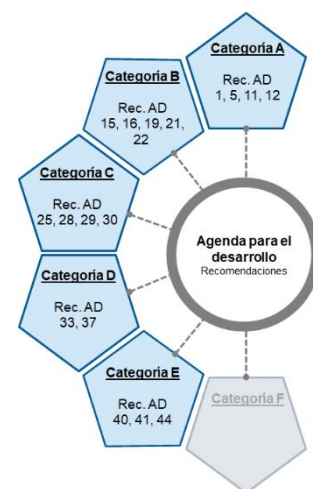 Categoría A
Rec. AD
1, 5, 11, 12
Categoría B
Rec. AD
15, 16, 19, 21,
22
Categoría C
Rec. AD
25, 28, 29, 30
Categoría D
Rec. AD
33, 37
Categoría E
Rec. AD
40, 41, 44
Categoría F
Agenda para el
desarrollo
Recomendaciones